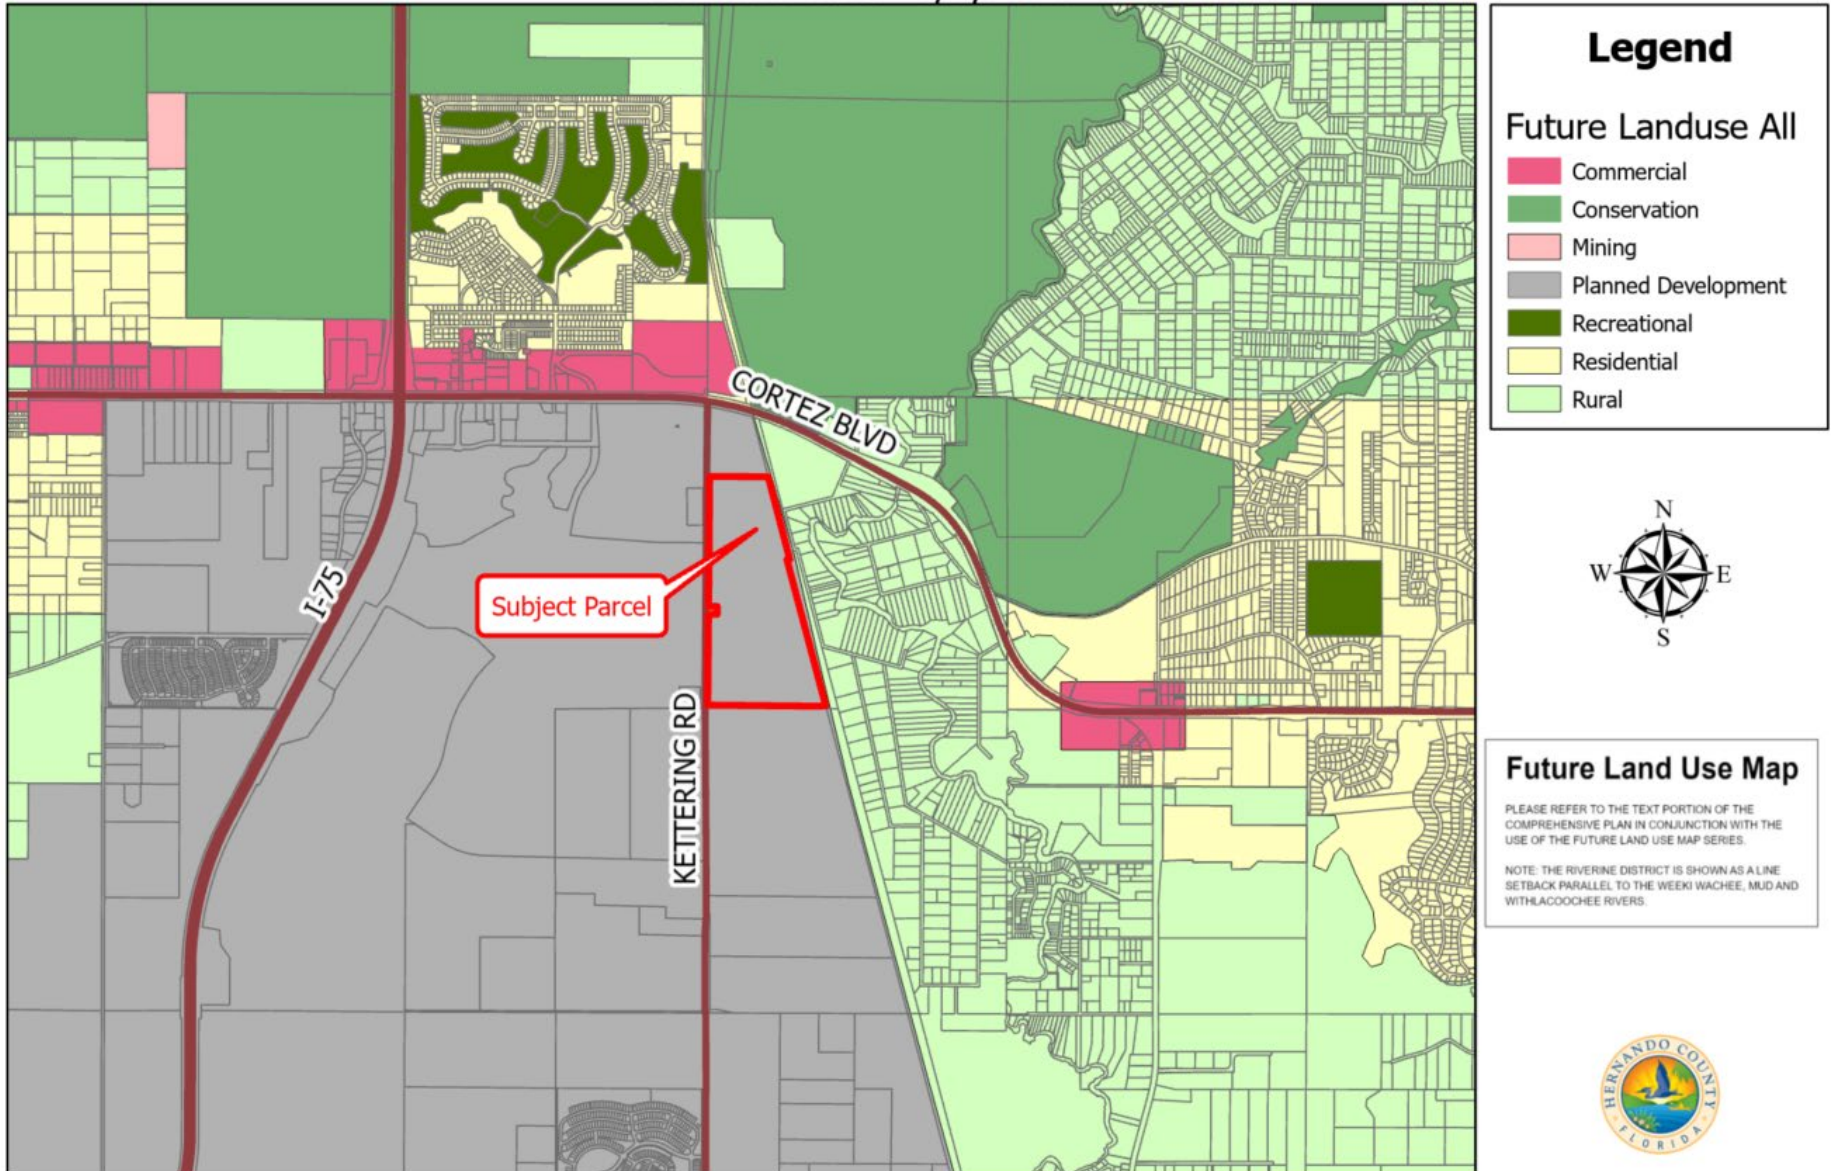 Legend
Future Landuse All
Commercial
Conservation
Mining
Planned Development
Recreational
Residential
Rural
CORTEZ BLVD
I-75
Subject Parcel
KETTERING RD
N
W
E
S
Future Land Use Map
PLEASE REFER TO THE TEXT PORTION OF THE
COMPREHENSIVE PLAN IN CONJUNCTION WITH THE
USE OF THE FUTURE LAND USE MAP SERIES.
NOTE: THE RIVERINE DISTRICT IS SHOWN AS A LINE
SETBACK PARALLEL TO THE WEEKI WACHEE, MUD AND
WITHLACOOCHEE RIVERS.
HERNANDO COUNTY
FLORIDA